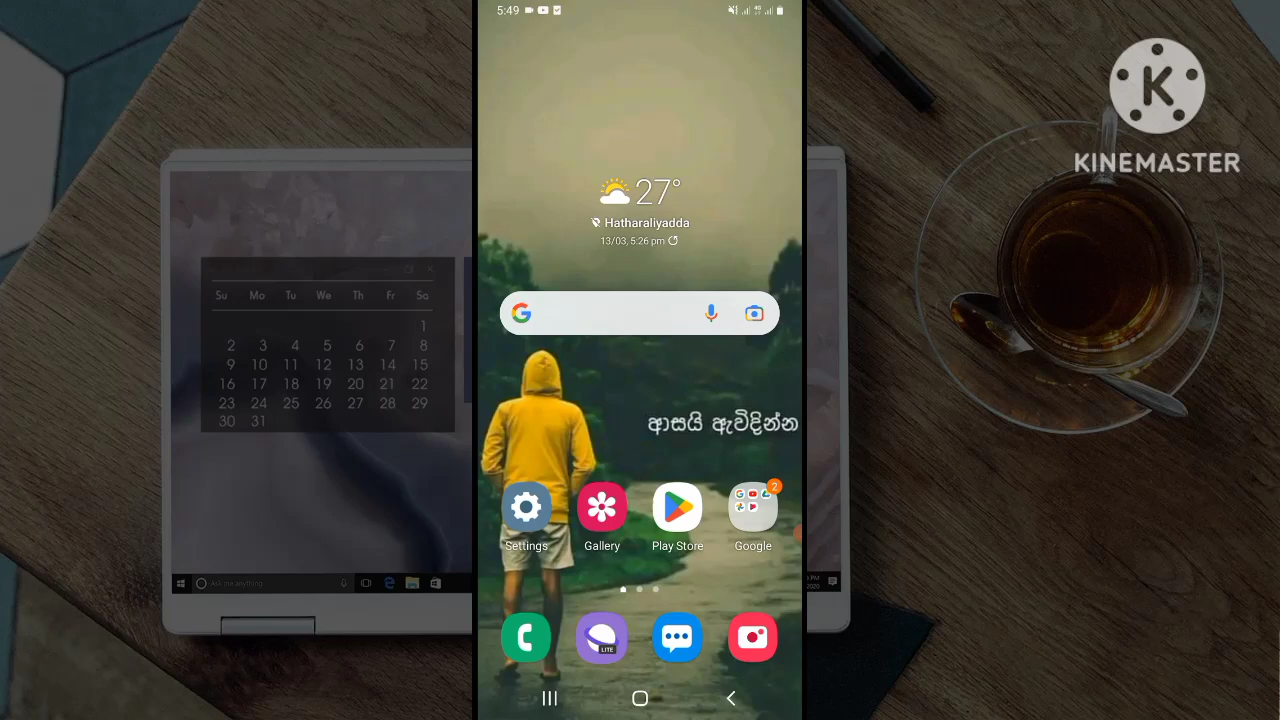 5:49
KINEMASTER
27°
Hatharaliyadda
13/03, 5:26 pm
Su Mo Tu We Th Fr Sa
1
2 3 4 5 6 7 8
9 10 11 12 13 14 15
16 17 18 19 20 21 22
23 24 25 26 27 28 29
30 31
ආසයි ඇවිදින්න
2
Settings Gallery Play Store Google
Ask me anything
LITE